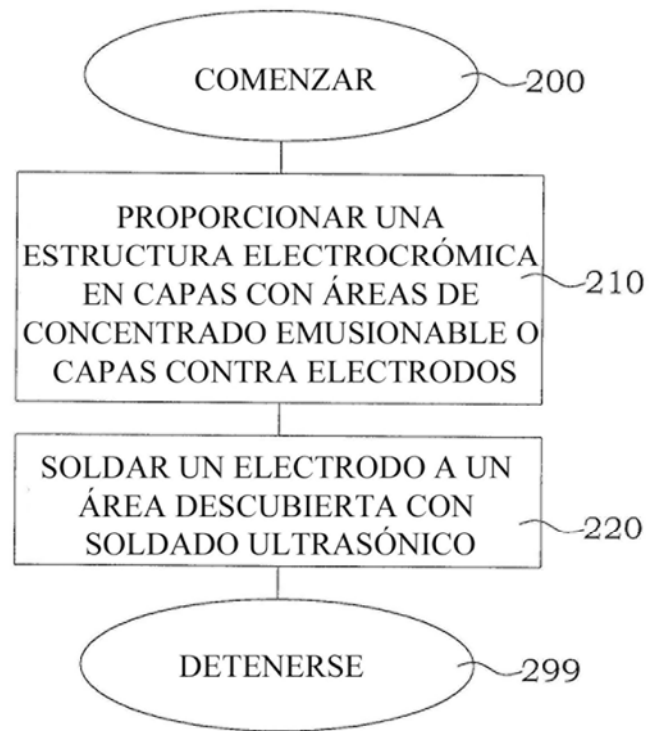 COMENZAR
200
PROPORCIONAR UNA
ESTRUCTURA ELECTROCRÓMICA
EN CAPAS CON ÁREAS DE
CONCENTRADO EMUSIONABLE O
CAPAS CONTRA ELECTRODOS
210
SOLDAR UN ELECTRODO A UN
ÁREA DESCUBIERTA CON
SOLDADO ULTRASÓNICO
220
DETENERSE
299